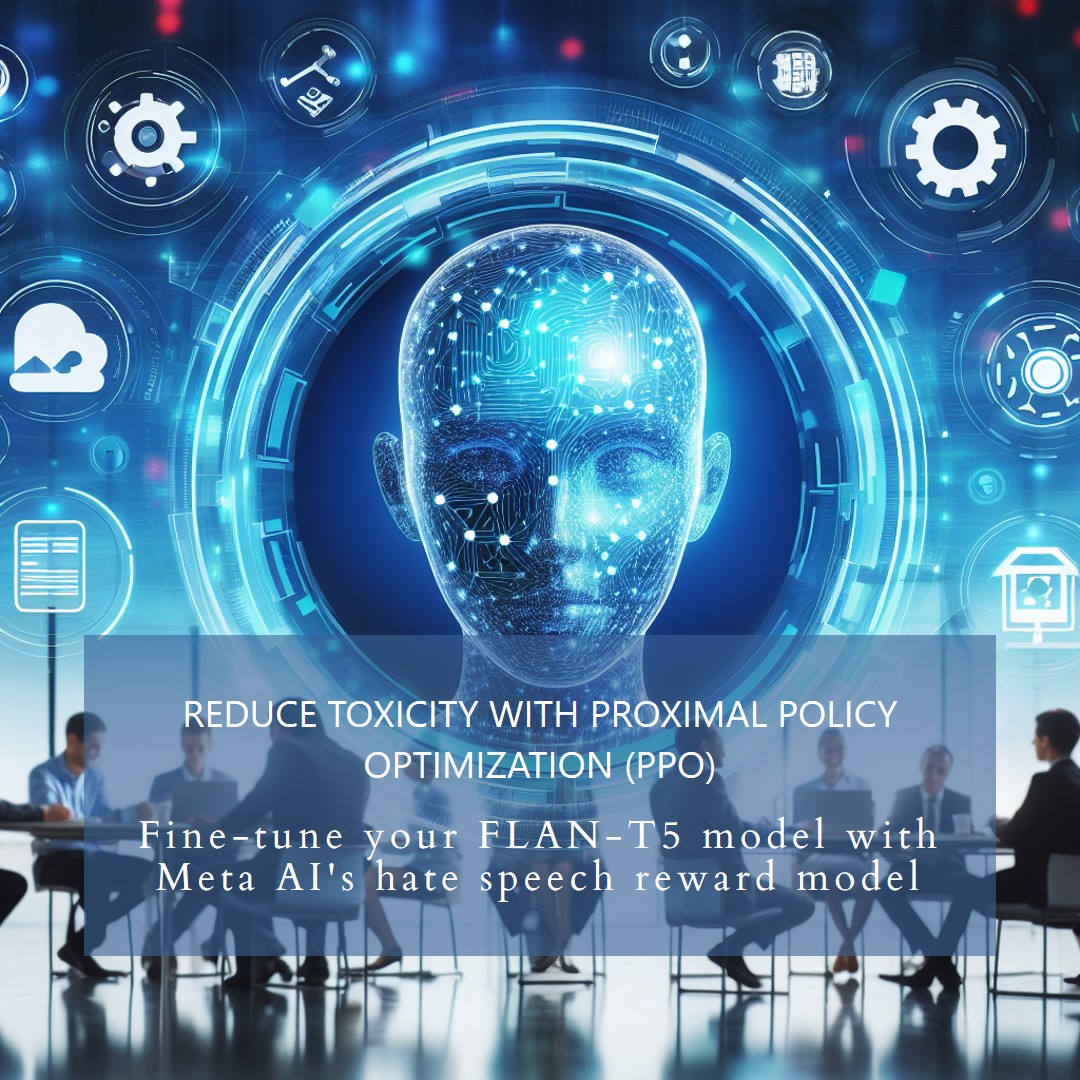 REDUCE TOXICITY WITH PROXIMAL POLICY
OPTIMIZATION (PPO)
Fine-tune your FLAN-T5 model with
Meta AI's hate speech reward model